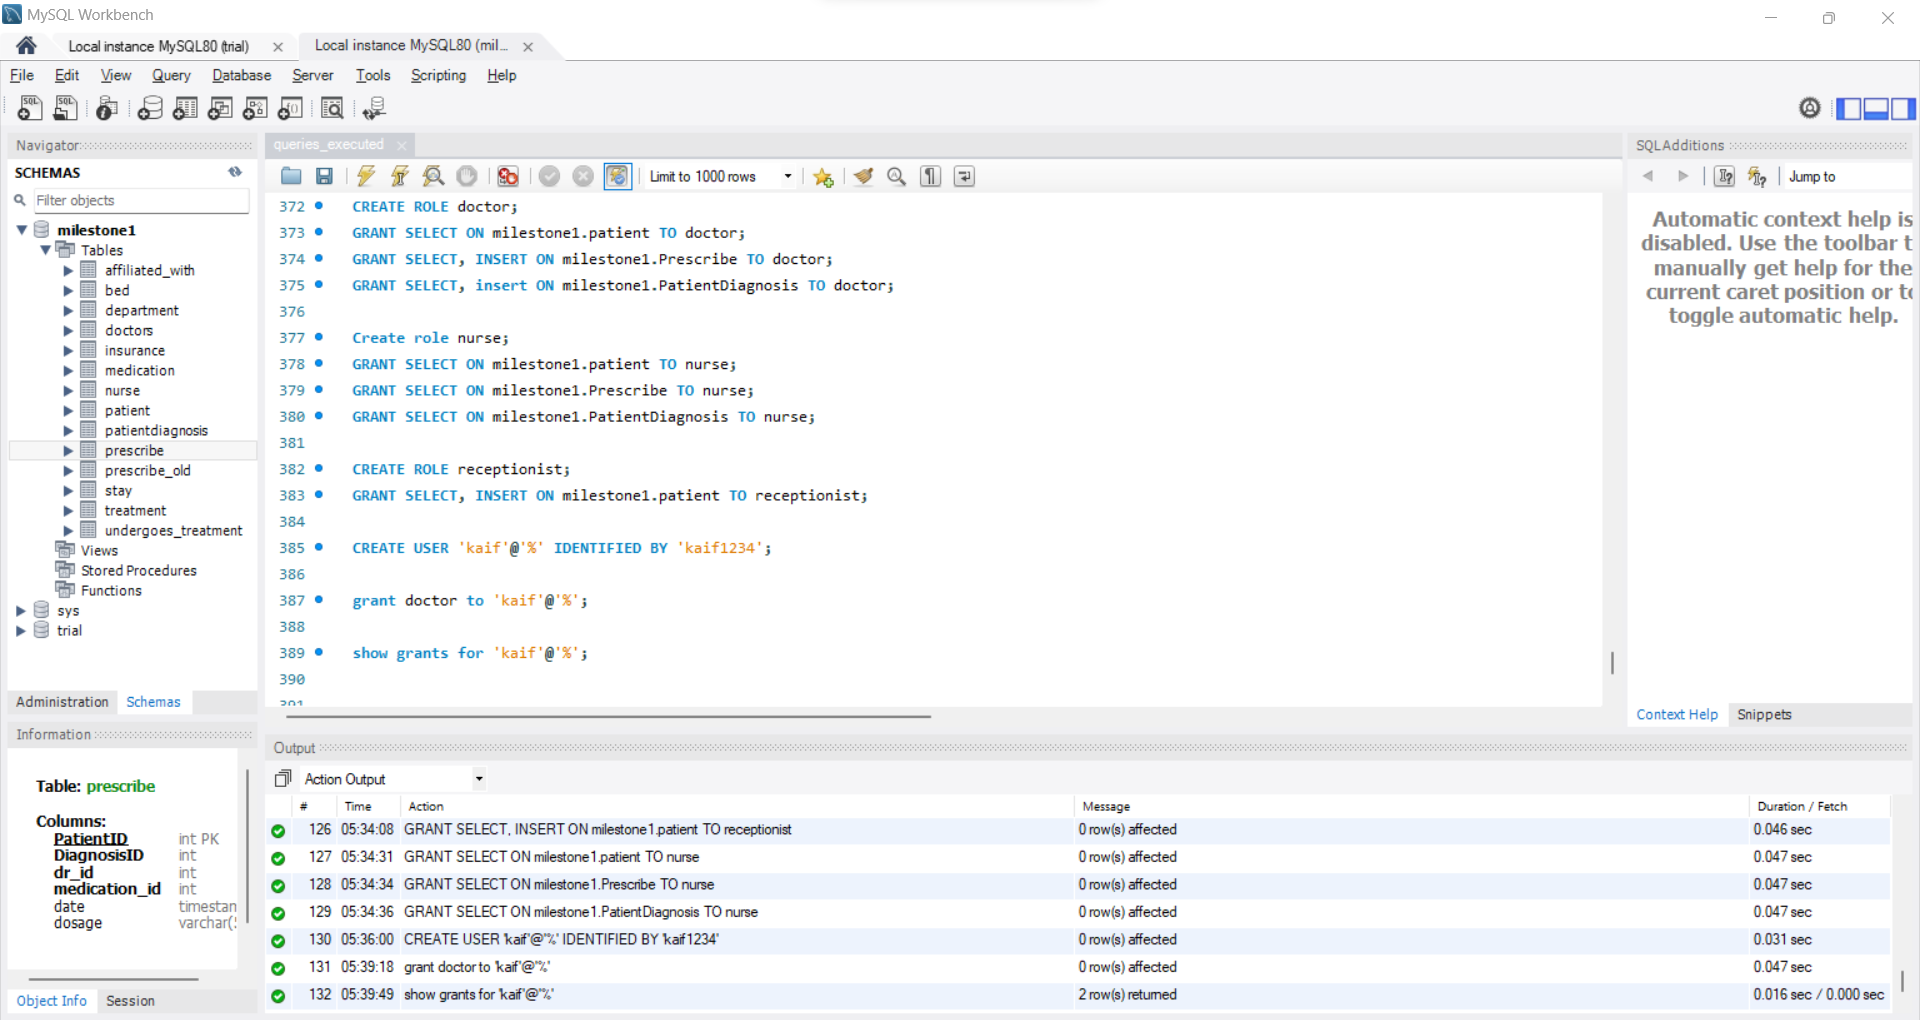 MySQL Workbench
Local instance MySQL80 (trial)
Local instance MySQL80 (mil...
File Edit View Query Database Server Tools Scripting Help
Navigator
SCHEMAS
Filter objects
milestone1
Tables
affiliated_with
bed
department
doctors
insurance
medication
nurse
patient
patientdiagnosis
prescribe
prescribe_old
stay
treatment
undergoes_treatment
Views
Stored Procedures
Functions
sys
trial
Administration Schemas
Information
Table: prescribe
Columns:
PatientID int PK
DiagnosisID int
dr_id int
medication_id int
date timestan
dosage varchar(
Object Info Session
queries_executed
Limit to 1000 rows
372 CREATE ROLE doctor;
373 GRANT SELECT ON milestone1.patient TO doctor;
374 GRANT SELECT, INSERT ON milestone1.Prescribe TO doctor;
375 GRANT SELECT, insert ON milestone1.PatientDiagnosis TO doctor;
376
377 Create role nurse;
378 GRANT SELECT ON milestone1.patient TO nurse;
379 GRANT SELECT ON milestone1.Prescribe TO nurse;
380 GRANT SELECT ON milestone1.PatientDiagnosis TO nurse;
381
382 CREATE ROLE receptionist;
383 GRANT SELECT, INSERT ON milestone1.patient TO receptionist;
384
385 CREATE USER 'kaif'@'%' IDENTIFIED BY 'kaif1234';
386
387 grant doctor to 'kaif'@'%';
388
389 show grants for 'kaif'@'%';
390
391
SQLAdditions
Jump to
Automatic context help is
disabled. Use the toolbar t
manually get help for the
current caret position or to
toggle automatic help.
Context Help Snippets
Output
Action Output
# Time Action Message Duration / Fetch
126 05:34:08 GRANT SELECT, INSERT ON milestone1.patient TO receptionist 0 row(s) affected 0.046 sec
127 05:34:31 GRANT SELECT ON milestone1.patient TO nurse 0 row(s) affected 0.047 sec
128 05:34:34 GRANT SELECT ON milestone1.Prescribe TO nurse 0 row(s) affected 0.047 sec
129 05:34:36 GRANT SELECT ON milestone1.PatientDiagnosis TO nurse 0 row(s) affected 0.047 sec
130 05:36:00 CREATE USER 'kaif'@'%' IDENTIFIED BY 'kaif1234' 0 row(s) affected 0.031 sec
131 05:39:18 grant doctor to 'kaif'@'%' 0 row(s) affected 0.047 sec
132 05:39:49 show grants for 'kaif'@'%' 2 row(s) returned 0.016 sec / 0.000 sec